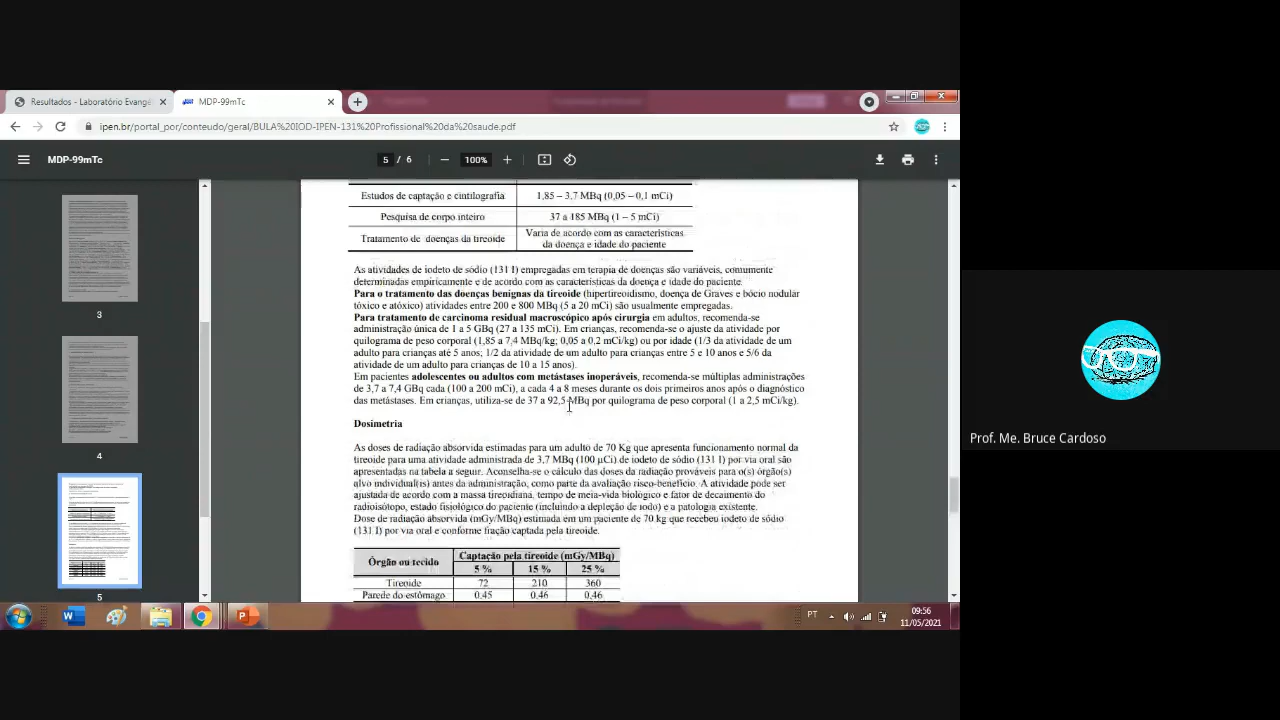 Resultados - Laboratório Evangé
MDP-99mTc
ipen.br/portal_por/conteudo/geral/BULA%20IOD-IPEN-131%20Profissional%20da%20saude.pdf
MDP-99mTc
5 / 6
100%
3
4
5
Estudos de captação e cintilografia 1,85 – 3,7 MBq (0,05 – 0,1 mCi)
Pesquisa de corpo inteiro 37 a 185 MBq (1 – 5 mCi)
Tratamento de doenças da tireoide Varia de acordo com as características
da doença e idade do paciente
As atividades de iodeto de sódio (131 I) empregadas em terapia de doenças são variáveis, comumente
determinadas empiricamente e de acordo com as características da doença e idade do paciente.
Para o tratamento das doenças benignas da tireoide (hipertireoidismo, doença de Graves e bócio nodular
tóxico e atóxico) atividades entre 200 e 800 MBq (5 a 20 mCi) são usualmente empregadas.
Para tratamento de carcinoma residual macroscópico após cirurgia em adultos, recomenda-se
administração única de 1 a 5 GBq (27 a 135 mCi). Em crianças, recomenda-se o ajuste da atividade por
quilograma de peso corporal (1,85 a 7,4 MBq/kg; 0,05 a 0,2 mCi/kg) ou por idade (1/3 da atividade de um
adulto para crianças até 5 anos; 1/2 da atividade de um adulto para crianças entre 5 e 10 anos e 5/6 da
atividade de um adulto para crianças de 10 a 15 anos).
Em pacientes adolescentes ou adultos com metástases inoperáveis, recomenda-se múltiplas administrações
de 3,7 a 7,4 GBq cada (100 a 200 mCi), a cada 4 a 8 meses durante os dois primeiros anos após o diagnóstico
das metástases. Em crianças, utiliza-se de 37 a 92,5 MBq por quilograma de peso corporal (1 a 2,5 mCi/kg).
Dosimetria
As doses de radiação absorvida estimadas para um adulto de 70 Kg que apresenta funcionamento normal da
tireoide para uma atividade administrada de 3,7 MBq (100 µCi) de iodeto de sódio (131 I) por via oral são
apresentadas na tabela a seguir. Aconselha-se o cálculo das doses da radiação prováveis para o(s) órgão(s)
alvo individual(is) antes da administração, como parte da avaliação risco-benefício. A atividade pode ser
ajustada de acordo com a massa tireoidiana, tempo de meia-vida biológico e fator de decaimento do
radioisótopo, estado fisiológico do paciente (incluindo a depleção de iodo) e a patologia existente.
Dose de radiação absorvida (mGy/MBq) estimada em um paciente de 70 kg que recebeu iodeto de sódio
(131 I) por via oral e conforme fração captada pela tireoide.
Órgão ou tecido Captação pela tireoide (mGy/MBq)
5 % 15 % 25 %
Tireoide 72 210 360
Parede do estômago 0,45 0,46 0,46
PT
09:56
11/05/2021
Prof. Me. Bruce Cardoso